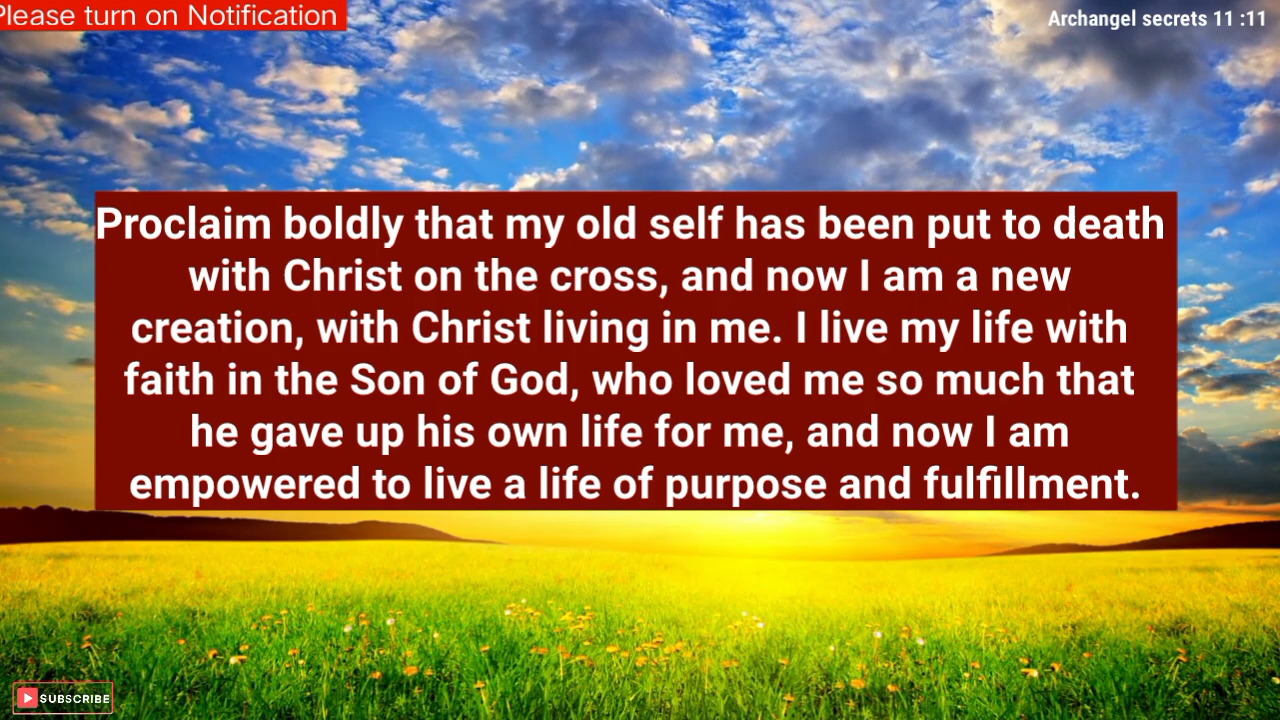 Please turn on Notification
Archangel secrets 11 :11
Proclaim boldly that my old self has been put to death
with Christ on the cross, and now I am a new
creation, with Christ living in me. I live my life with
faith in the Son of God, who loved me so much that
he gave up his own life for me, and now I am
empowered to live a life of purpose and fulfillment.
SUBSCRIBE